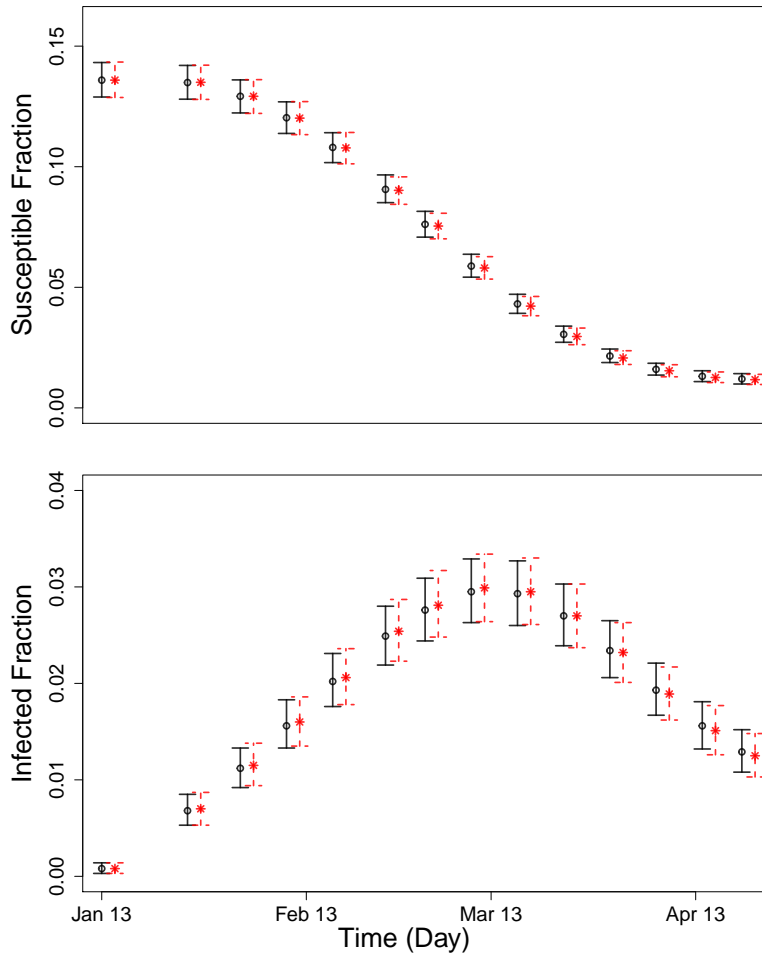 Susceptible Fraction
0.15
0.10
0.05
0.00
Infected Fraction
0.04
0.03
0.02
0.01
0.00
Jan 13
Feb 13
Mar 13
Apr 13
Time (Day)